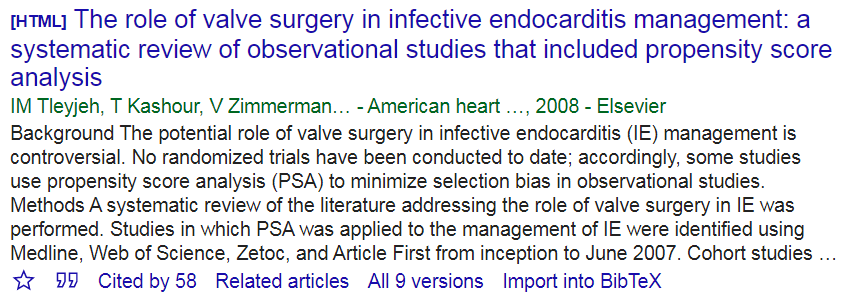 [HTML] The role of valve surgery in infective endocarditis management: a
systematic review of observational studies that included propensity score
analysis
IM Tleyjeh, T Kashour, V Zimmerman… - American heart …, 2008 - Elsevier
Background The potential role of valve surgery in infective endocarditis (IE) management is
controversial. No randomized trials have been conducted to date; accordingly, some studies
use propensity score analysis (PSA) to minimize selection bias in observational studies.
Methods A systematic review of the literature addressing the role of valve surgery in IE was
performed. Studies in which PSA was applied to the management of IE were identified using
Medline, Web of Science, Zetoc, and Article First from inception to June 2007. Cohort studies …
Cited by 58 Related articles All 9 versions Import into BibTeX